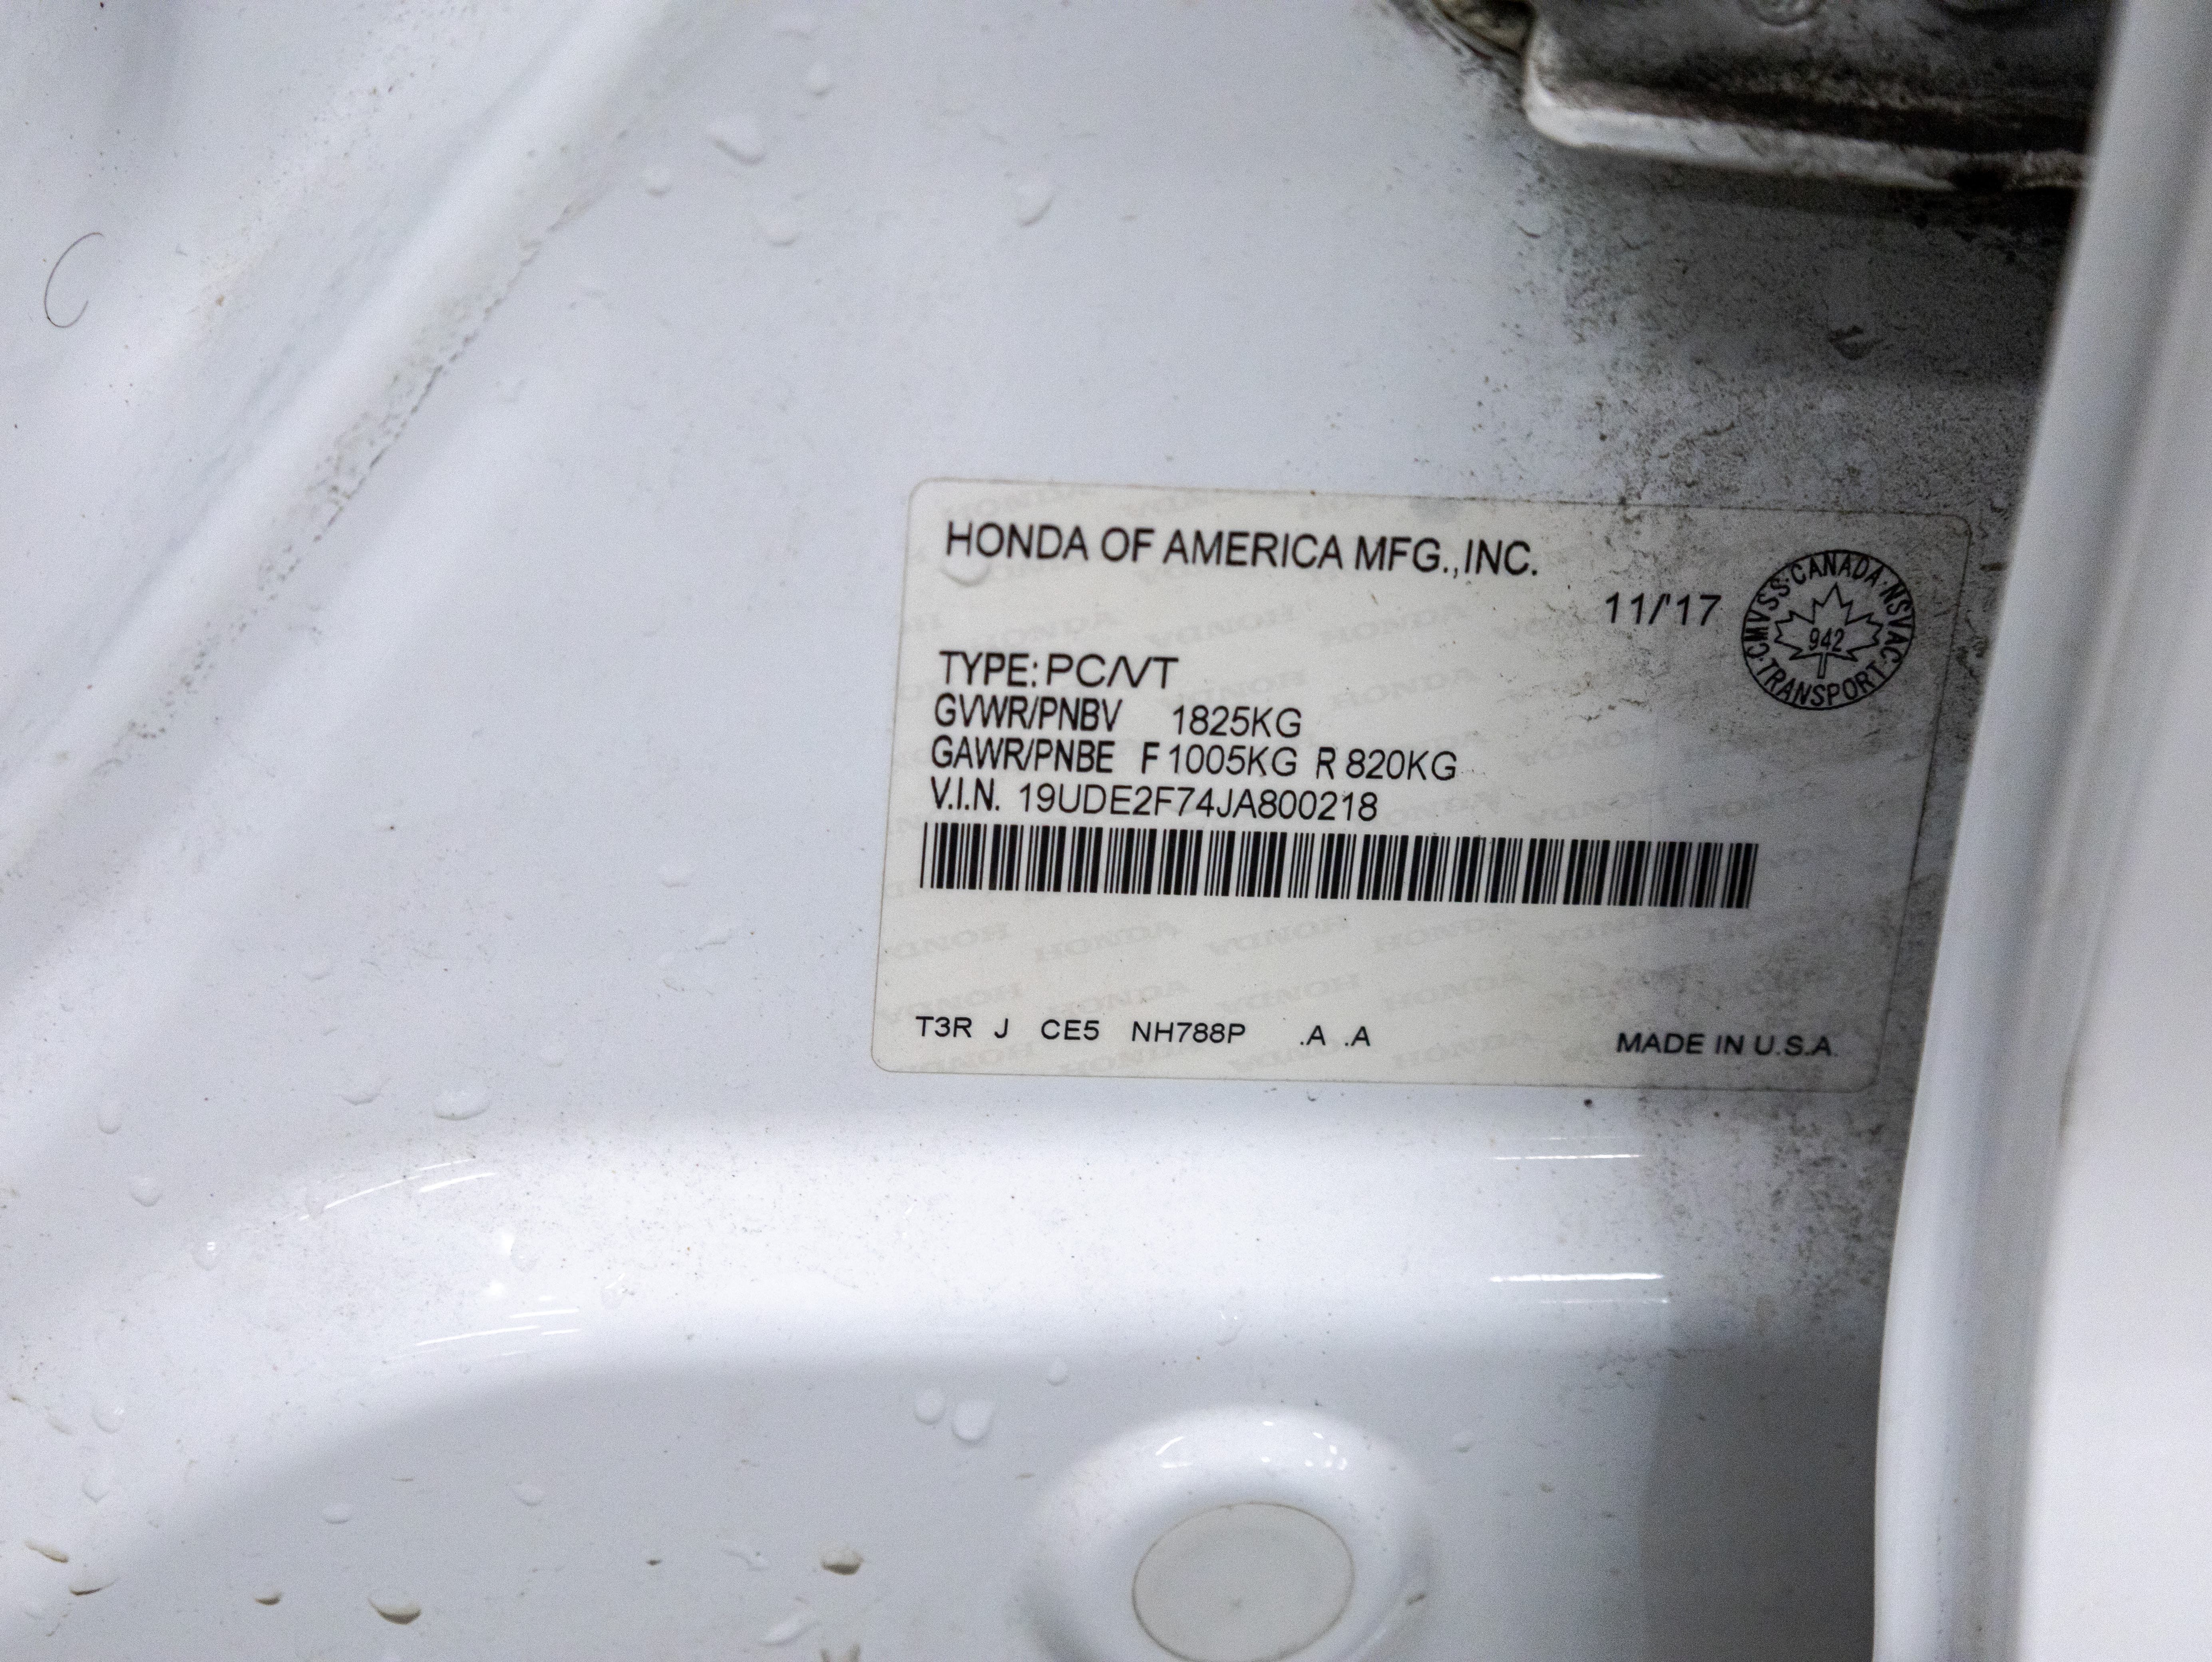 HONDA OF AMERICA MFG.,INC.
11/'17
CMVSS·CANADA·NSVAC·TRANSPORT
942
TYPE: PC/VT
GVWR/PNBV 1825KG
GAWR/PNBE F 1005KG R 820KG
V.I.N. 19UDE2F74JA800218
T3R J CE5 NH788P .A .A
MADE IN U.S.A.